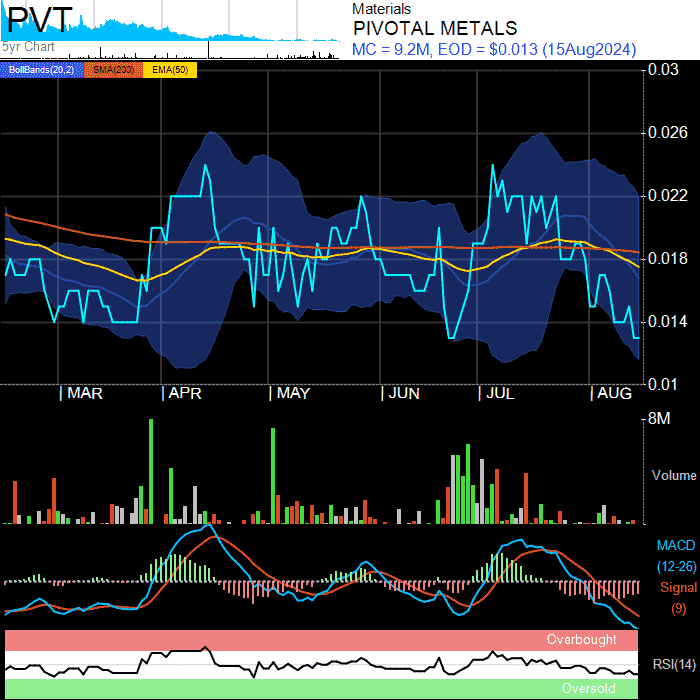 PVT
5yr Chart
Materials
PIVOTAL METALS
MC = 9.2M, EOD = $0.013 (15Aug2024)
BollBands(20,2) SMA(200) EMA(50)
0.03
0.026
0.022
0.018
0.014
0.01
MAR APR MAY JUN JUL AUG
8M
Volume
MACD
(12-26)
Signal
(9)
Overbought
RSI(14)
Oversold